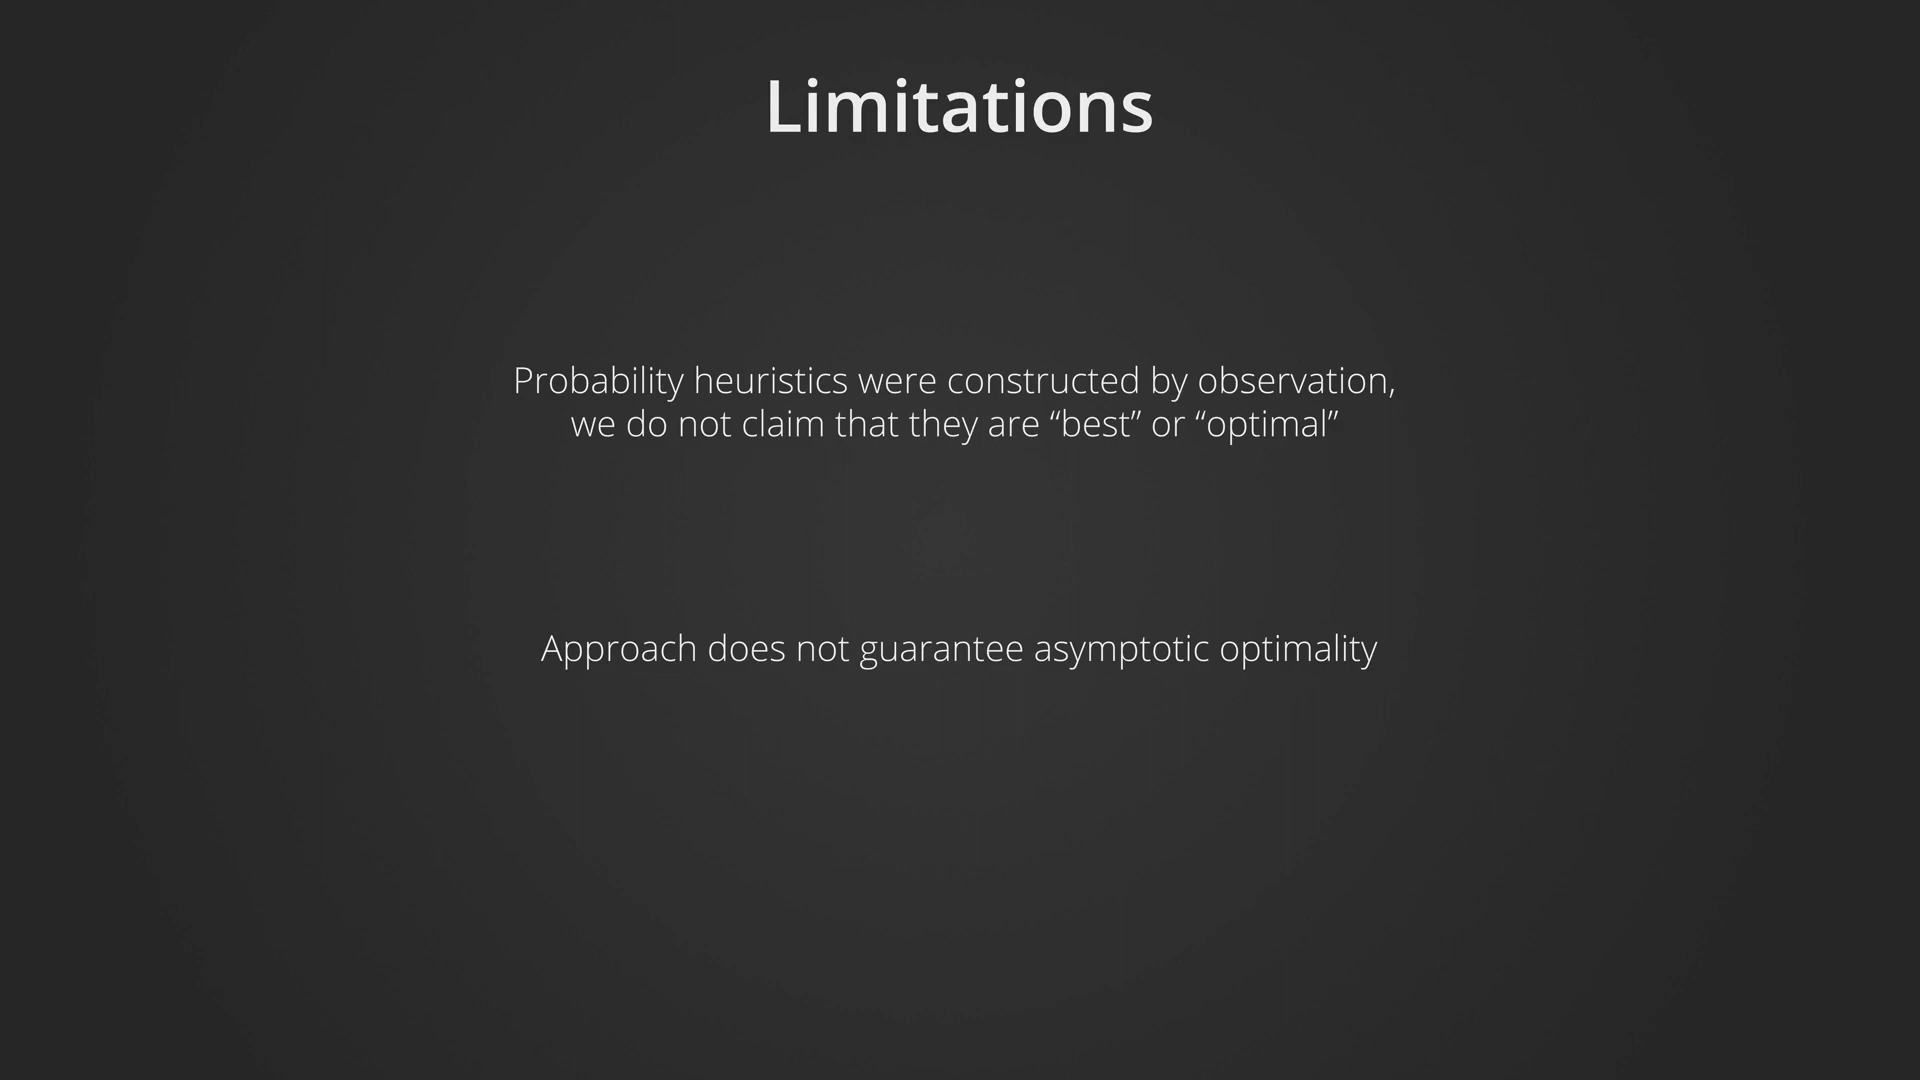 Limitations
Probability heuristics were constructed by observation,
we do not claim that they are “best” or “optimal”
Approach does not guarantee asymptotic optimality